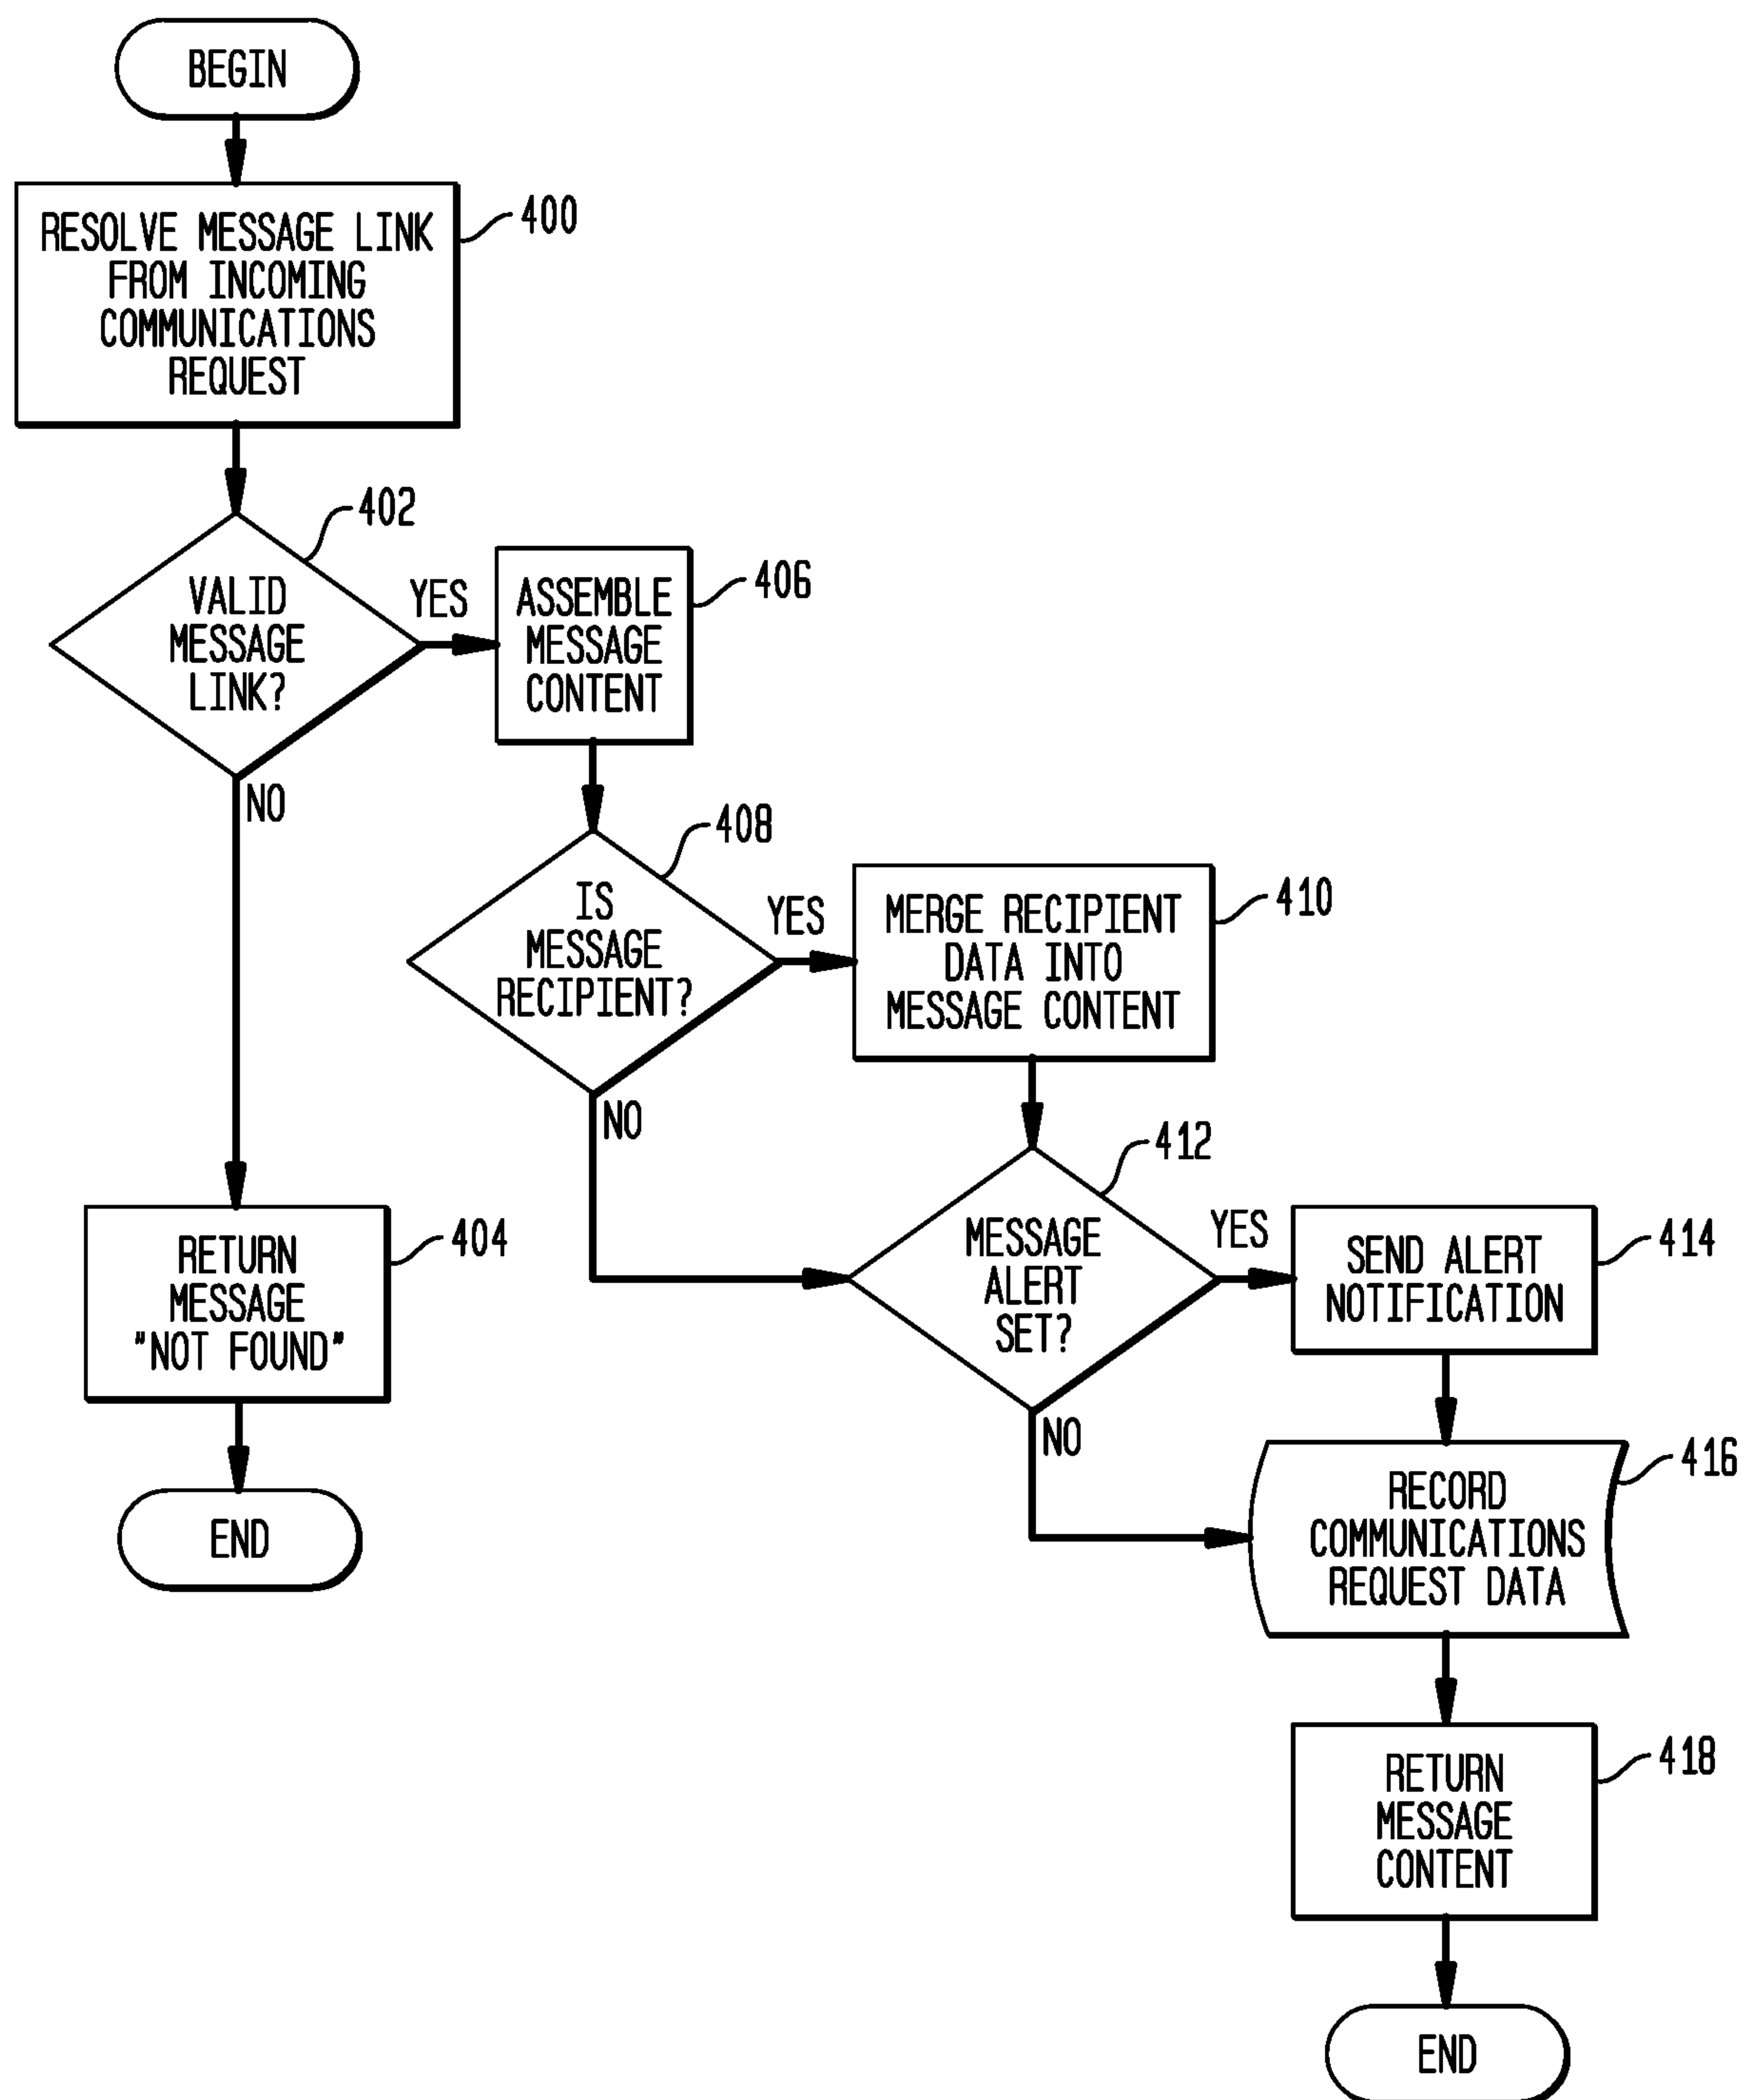 BEGIN
RESOLVE MESSAGE LINK
FROM INCOMING
COMMUNICATIONS
REQUEST
400
402
VALID
MESSAGE
LINK?
YES
NO
ASSEMBLE
MESSAGE
CONTENT
406
408
IS
MESSAGE
RECIPIENT?
YES
NO
MERGE RECIPIENT
DATA INTO
MESSAGE CONTENT
410
412
MESSAGE
ALERT
SET?
YES
NO
RETURN
MESSAGE
"NOT FOUND"
404
END
SEND ALERT
NOTIFICATION
414
RECORD
COMMUNICATIONS
REQUEST DATA
416
RETURN
MESSAGE
CONTENT
418
END